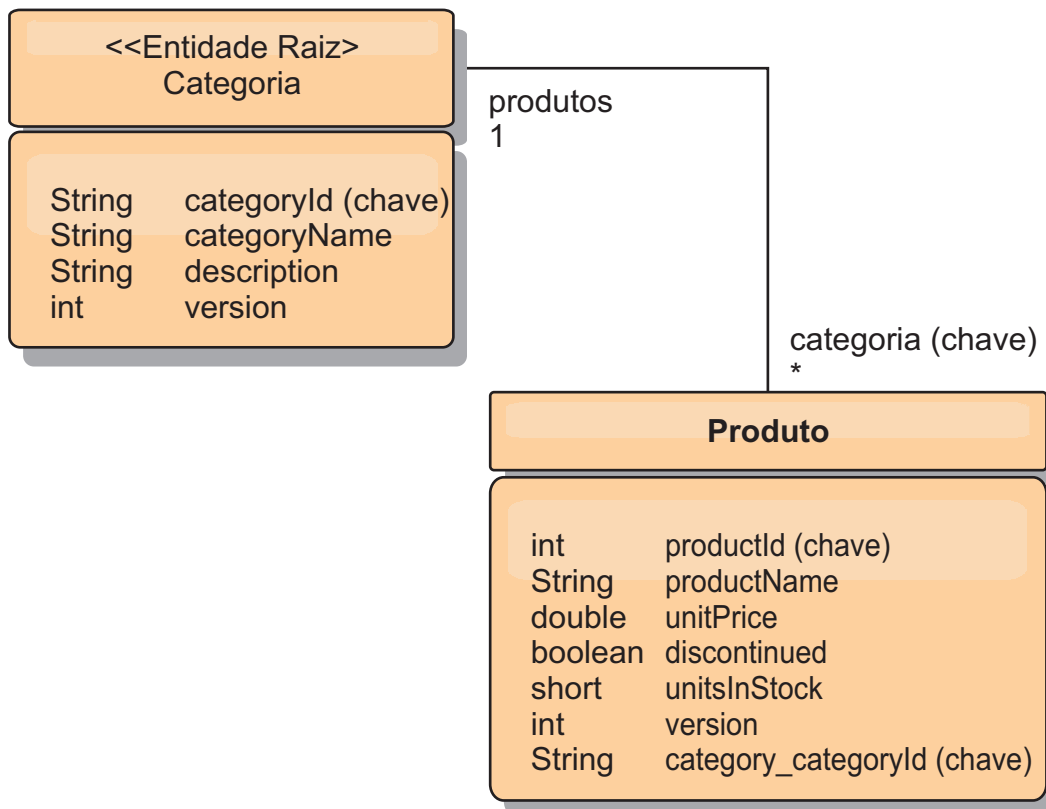 <<Entidade Raiz>
Categoria
String categoryId (chave)
String categoryName
String description
int version
produtos
1
categoria (chave)
*
Produto
int productId (chave)
String productName
double unitPrice
boolean discontinued
short unitsInStock
int version
String category_categoryId (chave)